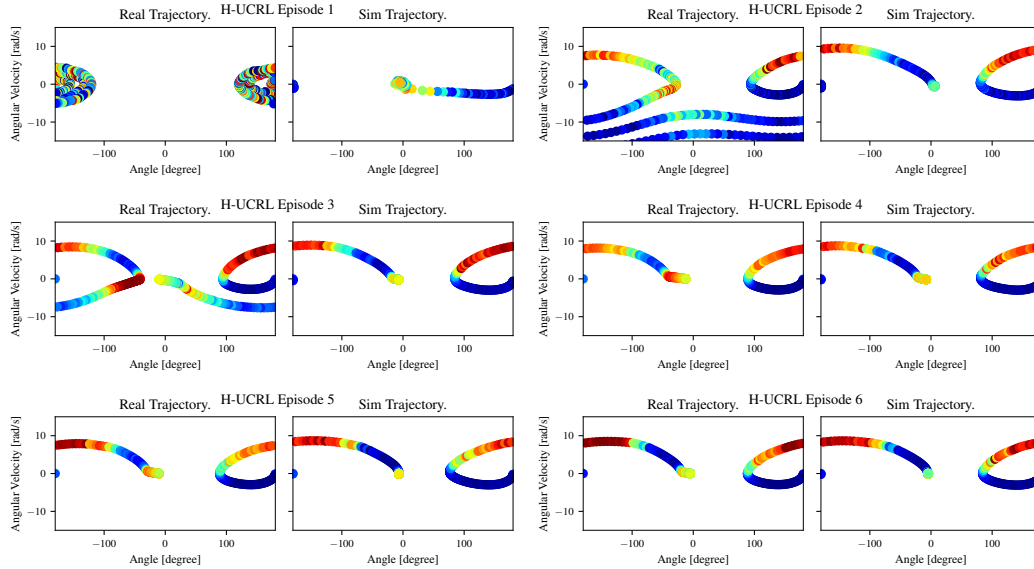 H-UCRL Episode 1
Real Trajectory.
Sim Trajectory.
Angular Velocity [rad/s]
10
0
−10
−100
0
100
−100
0
100
Angle [degree]
Angle [degree]
H-UCRL Episode 2
Real Trajectory.
Sim Trajectory.
Angular Velocity [rad/s]
10
0
−10
−100
0
100
−100
0
100
Angle [degree]
Angle [degree]
H-UCRL Episode 3
Real Trajectory.
Sim Trajectory.
Angular Velocity [rad/s]
10
0
−10
−100
0
100
−100
0
100
Angle [degree]
Angle [degree]
H-UCRL Episode 4
Real Trajectory.
Sim Trajectory.
Angular Velocity [rad/s]
10
0
−10
−100
0
100
−100
0
100
Angle [degree]
Angle [degree]
H-UCRL Episode 5
Real Trajectory.
Sim Trajectory.
Angular Velocity [rad/s]
10
0
−10
−100
0
100
−100
0
100
Angle [degree]
Angle [degree]
H-UCRL Episode 6
Real Trajectory.
Sim Trajectory.
Angular Velocity [rad/s]
10
0
−10
−100
0
100
−100
0
100
Angle [degree]
Angle [degree]